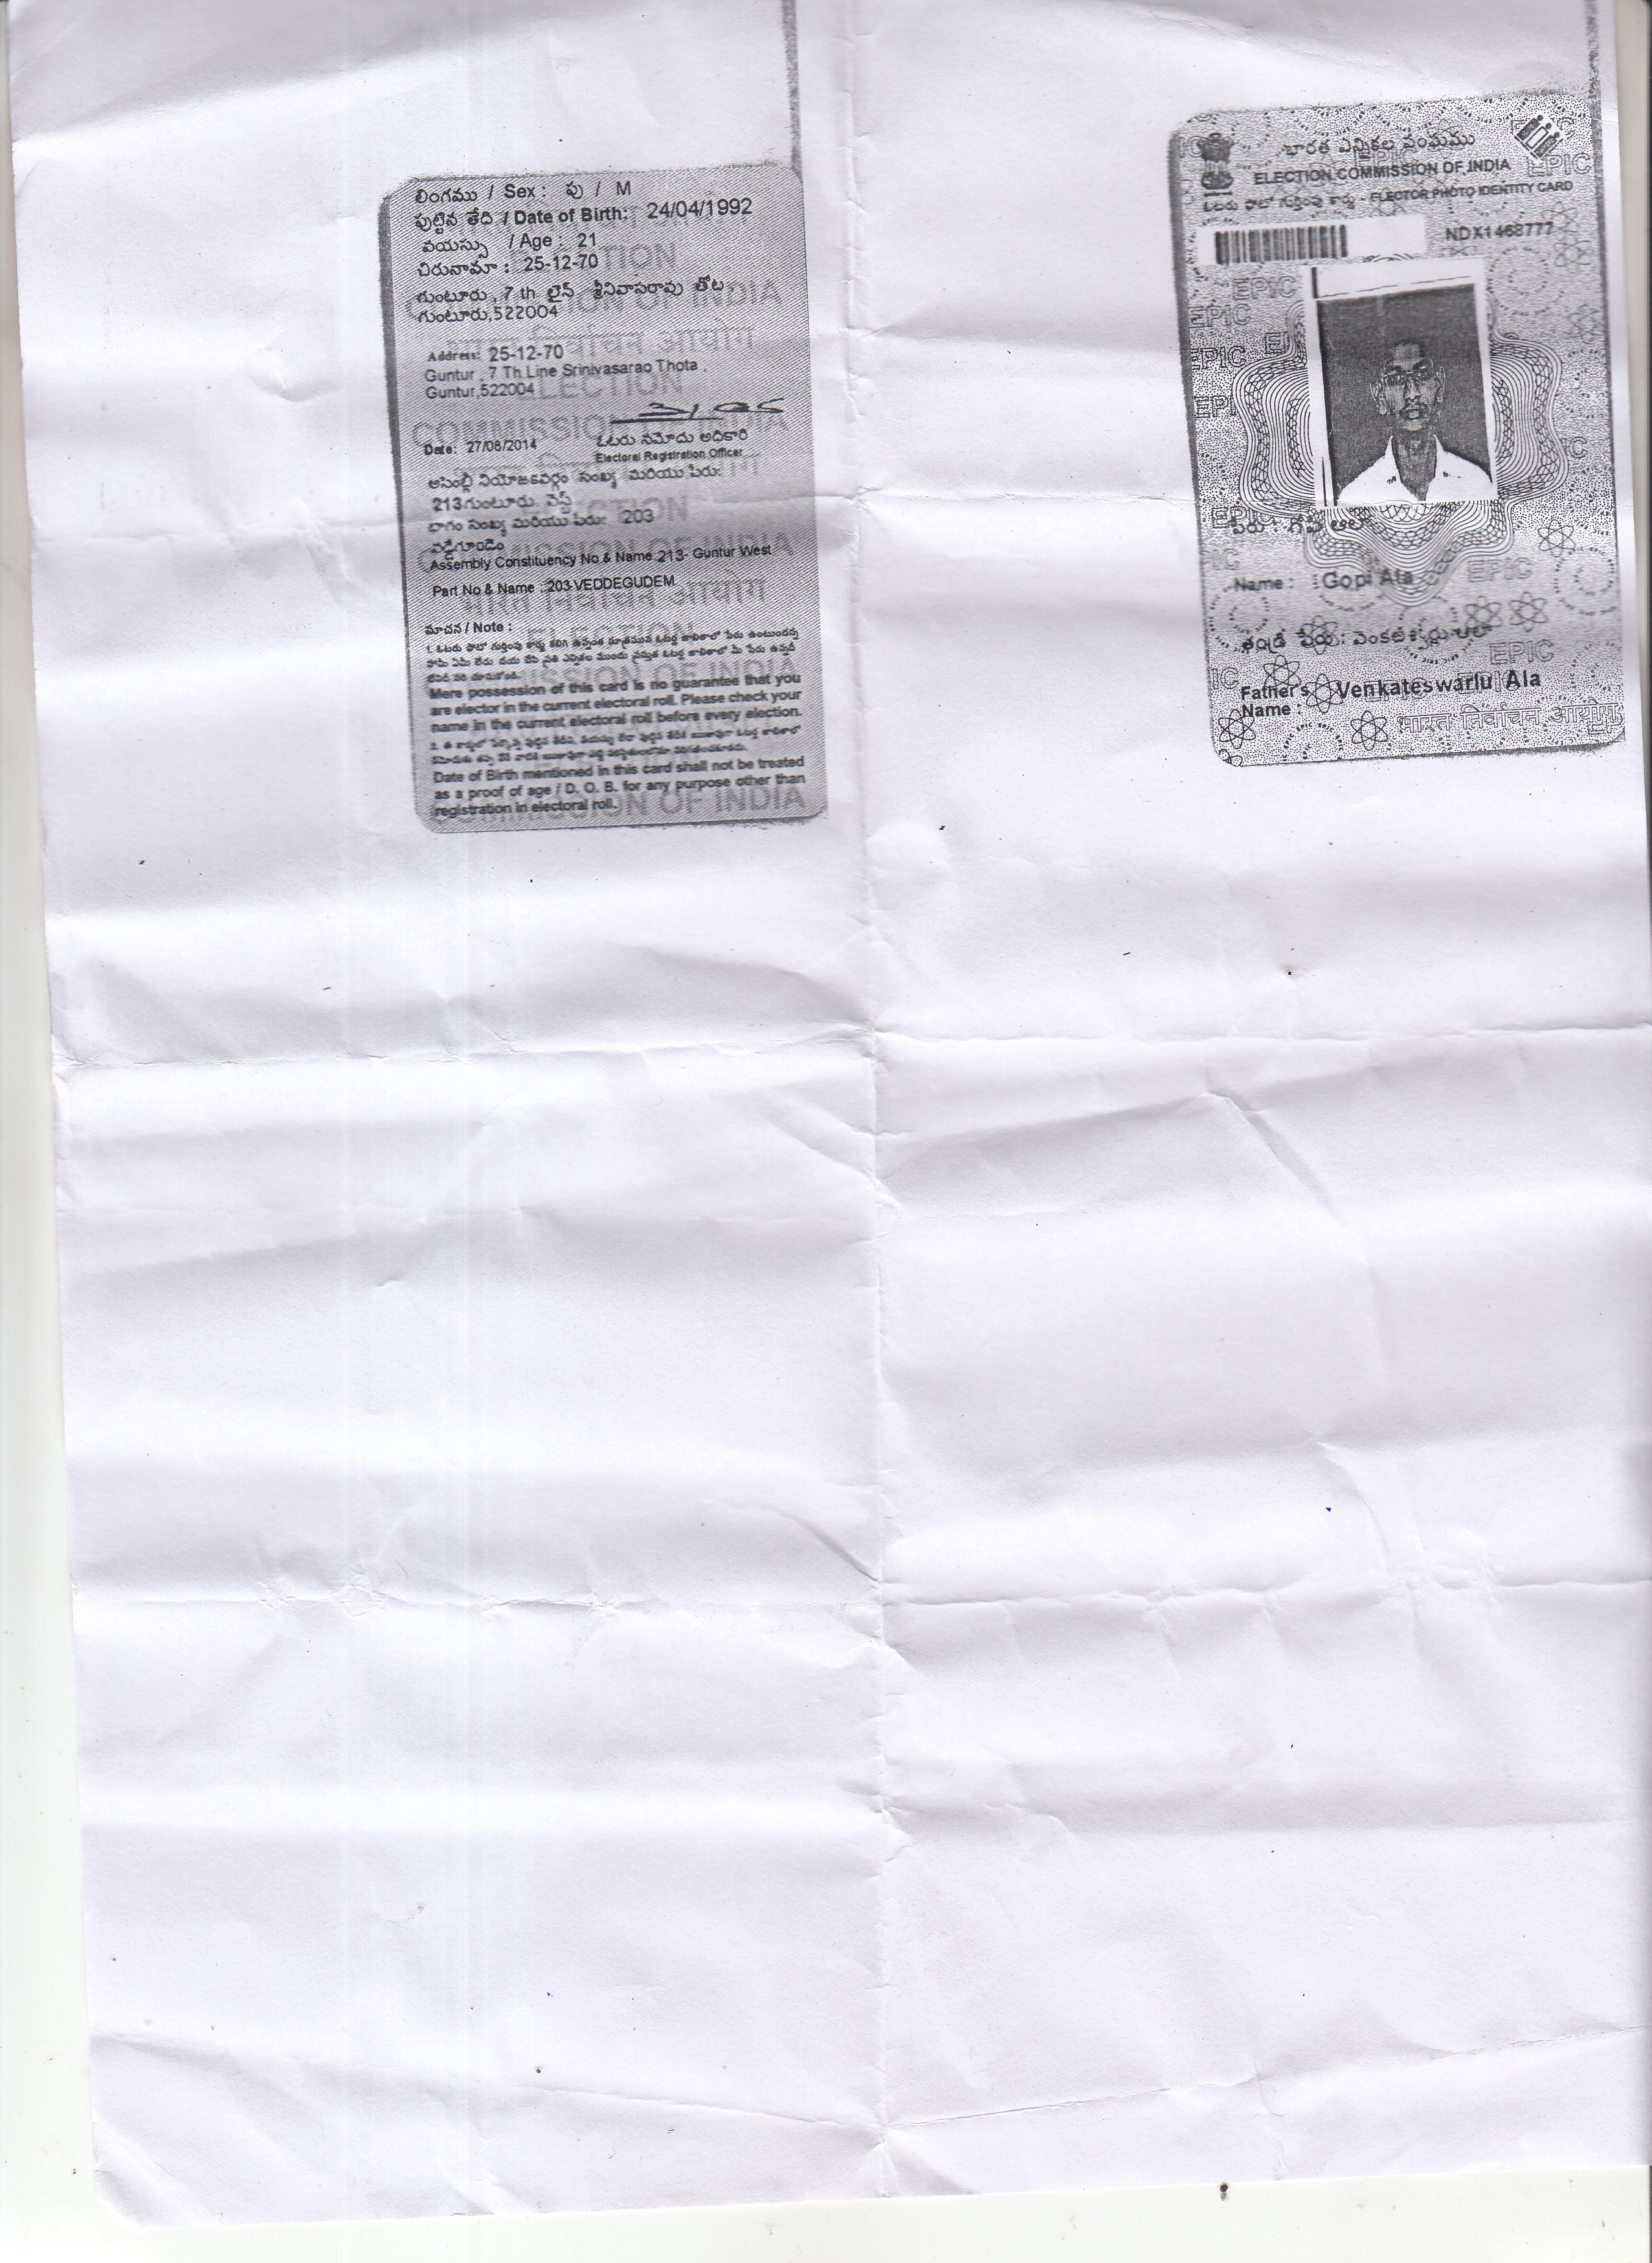 లింగము / Sex : పు / M
పుట్టిన తేది / Date of Birth: 24/04/1992
వయస్సు / Age : 21
చిరునామా : 25-12-70
గుంటూరు , 7 th లైన్ శ్రీనివాసరావు తోట
గుంటూరు,522004
Address: 25-12-70
Guntur , 7 Th Line Srinivasarao Thota ,
Guntur,522004
Date: 27/08/2014
ఓటరు నమోదు అధికారి
Electoral Registration Officer
అసెంబ్లీ నియోజకవర్గం సంఖ్య మరియు పేరు:
213గుంటూరు వెస్ట్
భాగం సంఖ్య మరియు పేరు: 203
వడ్డేగూడెం
Assembly Constituency No & Name 213- Guntur West
Part No & Name : 203-VEDDEGUDEM
సూచన / Note :
Mere possession of this card is no guarantee that you
are elector in the current electoral roll. Please check your
name in the current electoral roll before every election.
Date of Birth mentioned in this card shall not be treated
as a proof of age / D. O. B. for any purpose other than
registration in electoral roll.
భారత ఎన్నికల సంఘము
ELECTION COMMISSION OF INDIA
ఓటరు ఫొటో గుర్తింపు కార్డు - ELECTOR PHOTO IDENTITY CARD
NDX1468777
పేరు : గోపి ఆలా
Name : Gopi Ala
తండ్రి పేరు : వెంకటేశ్వర్లు ఆలా
Father's Name : Venkateswarlu Ala
भारत निर्वाचन आयोग